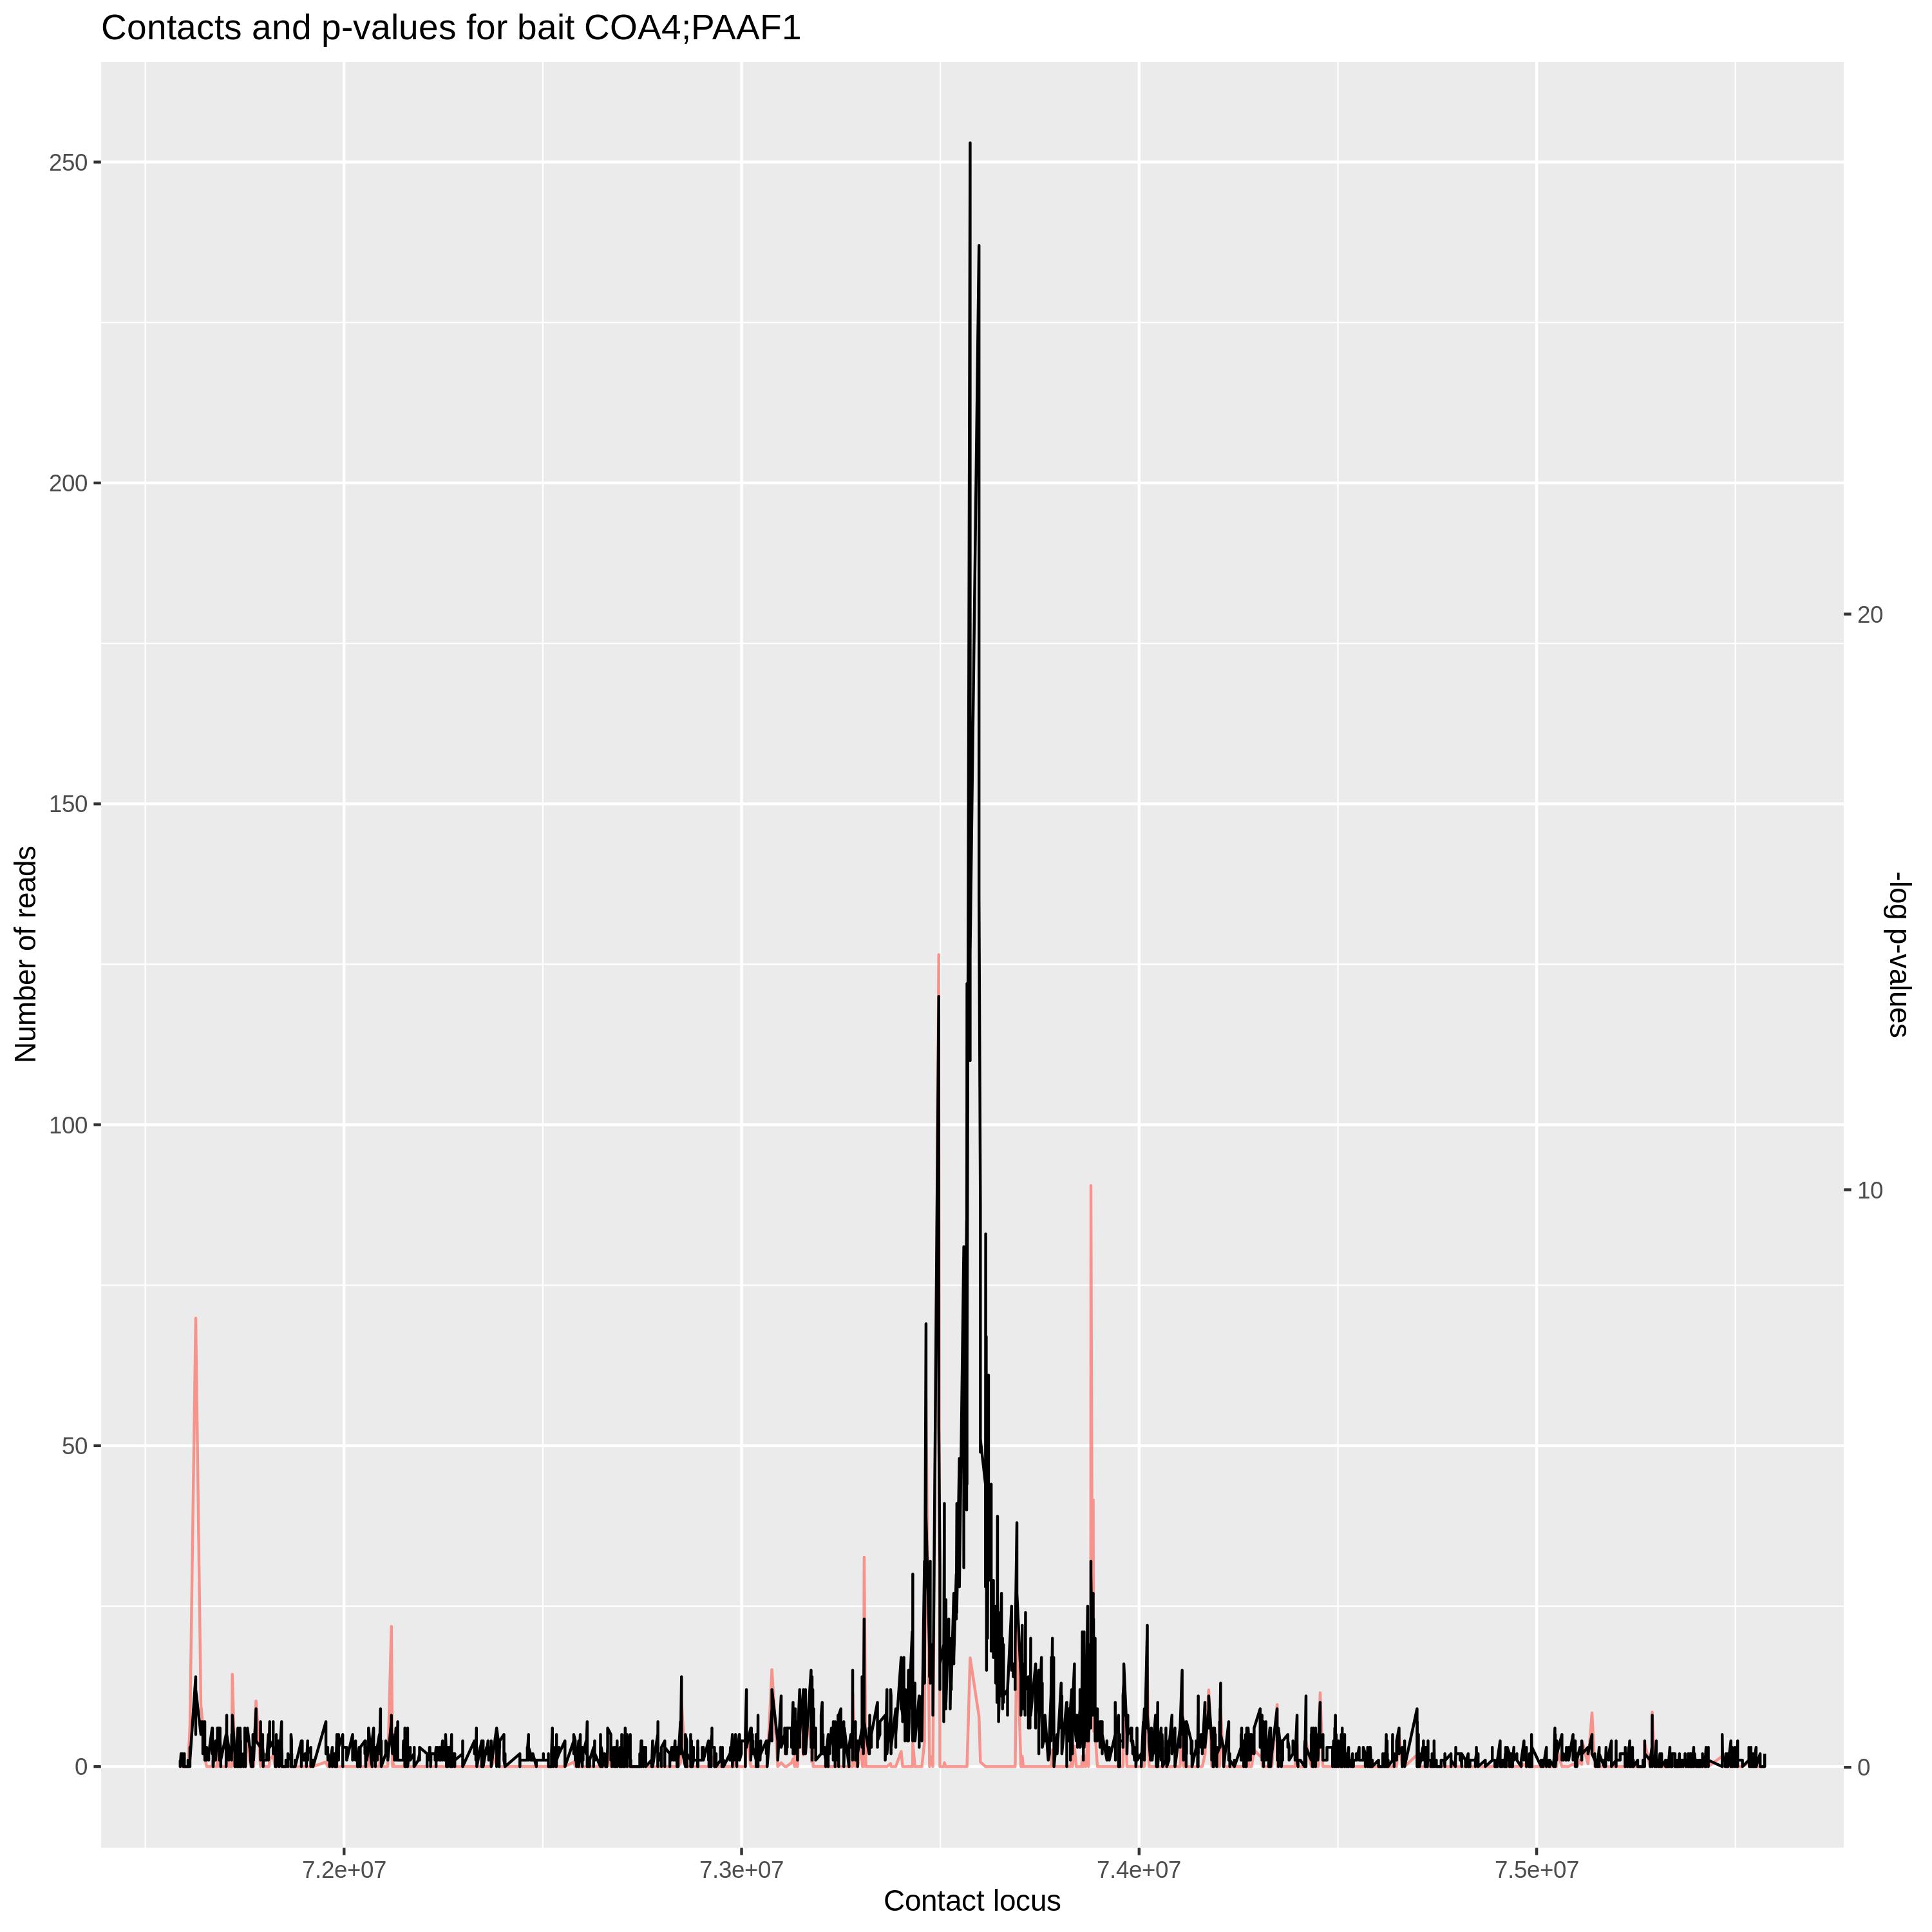 Contacts and p-values for bait COA4;PAAF1
250
200
150
100
50
0
Number of reads
20
10
0
-log p-values
7.2e+07
7.3e+07
7.4e+07
7.5e+07
Contact locus